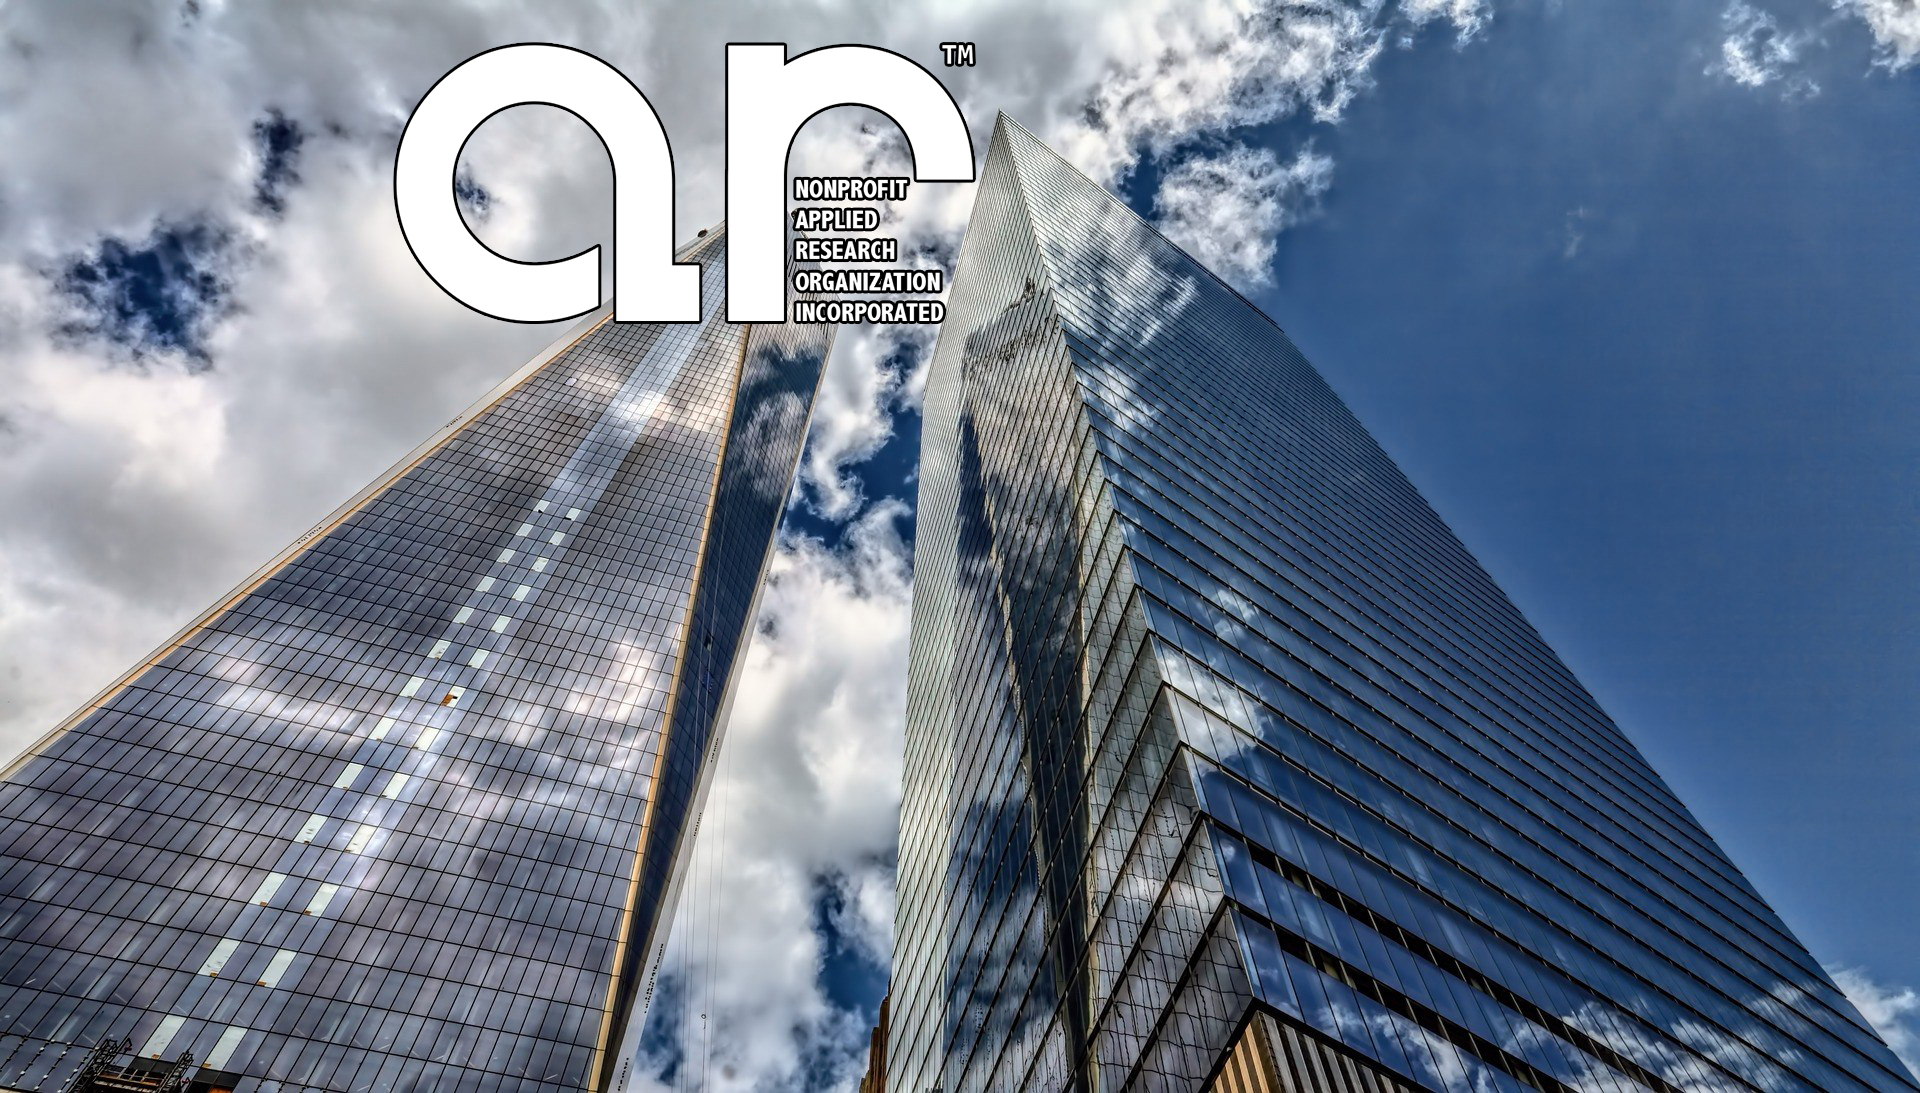 ar™
NONPROFIT
APPLIED
RESEARCH
ORGANIZATION
INCORPORATED